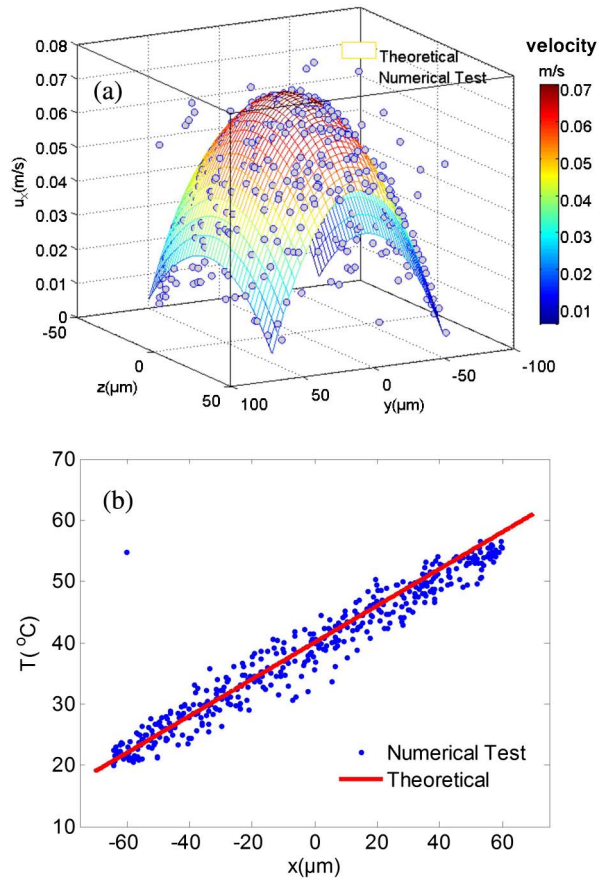 0.08
0.07
0.06
0.05
0.04
0.03
0.02
0.01
0
u_x(m/s)
(a)
Theoretical
Numerical Test
-50
0
50
z(μm)
100
50
0
-50
-100
y(μm)
velocity
m/s
0.07
0.06
0.05
0.04
0.03
0.02
0.01
70
60
50
40
30
20
10
T( °C)
(b)
Numerical Test
Theoretical
-60 -40 -20 0 20 40 60
x(μm)